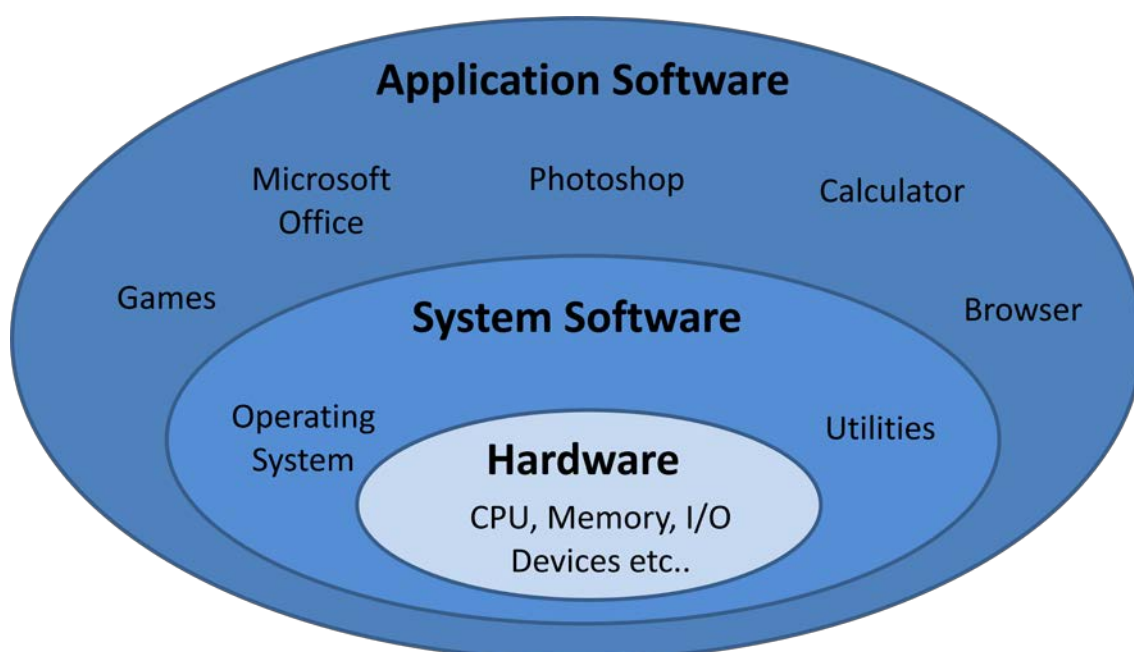 Application Software
Microsoft
Office
Photoshop
Calculator
Games
Browser
System Software
Operating
System
Utilities
Hardware
CPU, Memory, I/O
Devices etc..